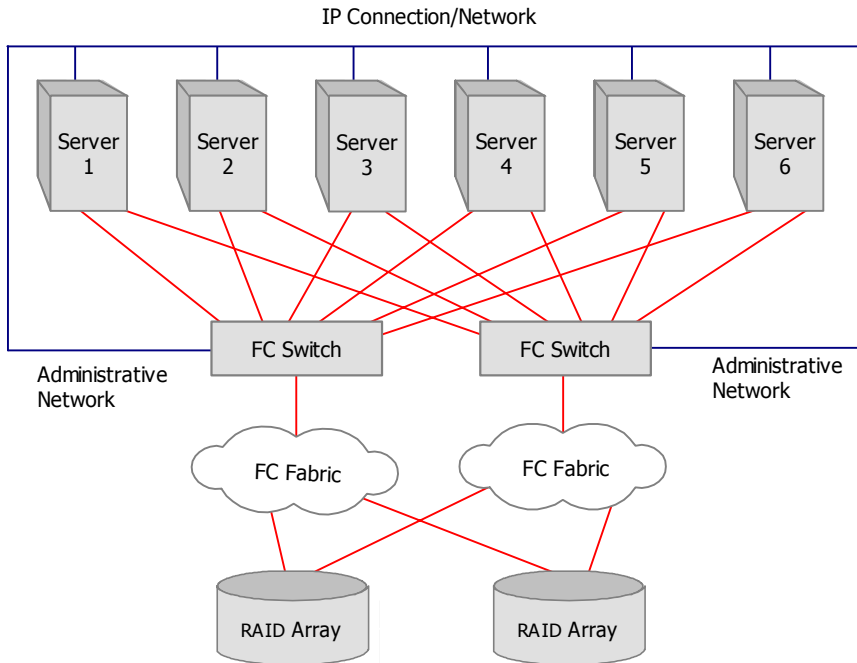 IP Connection/Network
Server
1
Server
2
Server
3
Server
4
Server
5
Server
6
FC Switch
FC Switch
Administrative
Network
Administrative
Network
FC Fabric
FC Fabric
RAID Array
RAID Array